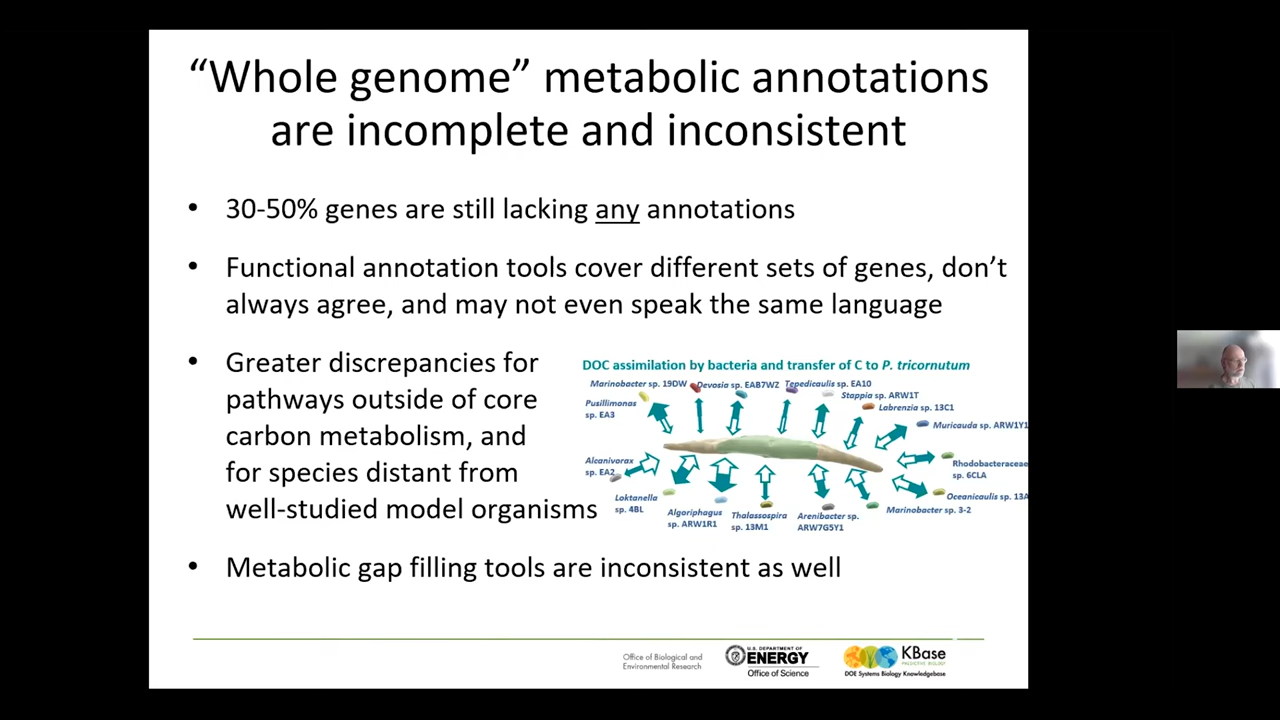 “Whole genome” metabolic annotations
are incomplete and inconsistent
• 30-50% genes are still lacking any annotations
• Functional annotation tools cover different sets of genes, don’t
always agree, and may not even speak the same language
• Greater discrepancies for
pathways outside of core
carbon metabolism, and
for species distant from
well-studied model organisms
DOC assimilation by bacteria and transfer of C to P. tricornutum
Marinobacter sp. 19DW
Devosia sp. EAB7WZ
Tepedicaulis sp. EA10
Stappia sp. ARW1T
Pusillimonas
sp. EA3
Labrenzia sp. 13C1
Muricauda sp. ARW1Y1
Alcanivorax
sp. EA2
Rhodobacteraceae
sp. 6CLA
Loktanella
sp. 4BL
Algoriphagus
sp. ARW1R1
Thalassospira
sp. 13M1
Arenibacter sp.
ARW7G5Y1
Marinobacter sp. 3-2
Oceanicaulis sp. 13A
• Metabolic gap filling tools are inconsistent as well
Office of Biological and
Environmental Research
U.S. DEPARTMENT OF
ENERGY
Office of Science
KBase
PREDICTIVE BIOLOGY
DOE Systems Biology Knowledgebase